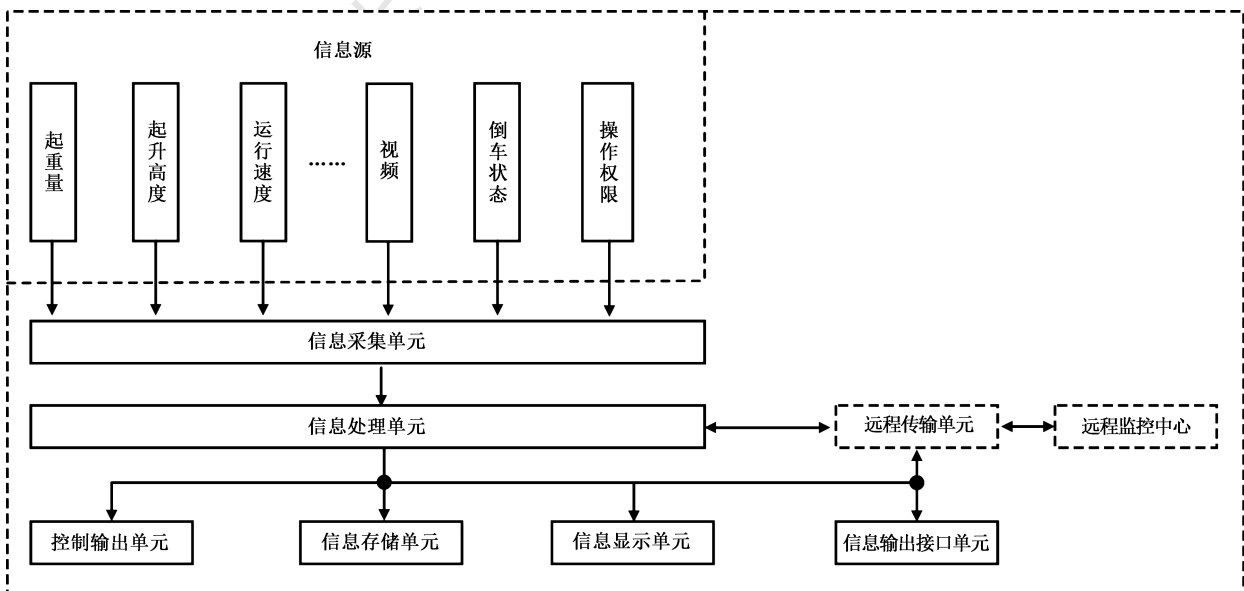 信息源
起重量
起升高度
运行速度
……
视频
倒车状态
操作权限
信息采集单元
信息处理单元
远程传输单元
远程监控中心
控制输出单元
信息存储单元
信息显示单元
信息输出接口单元